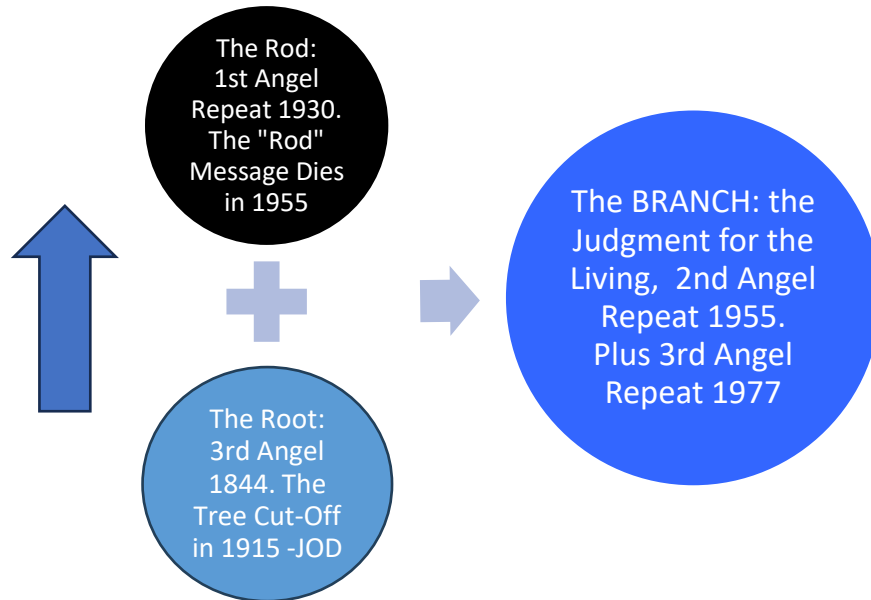 The Rod:
1st Angel
Repeat 1930.
The "Rod"
Message Dies
in 1955
The Root:
3rd Angel
1844. The
Tree Cut-Off
in 1915 -JOD
The BRANCH: the
Judgment for the
Living,  2nd Angel
Repeat 1955.
Plus 3rd Angel
Repeat 1977